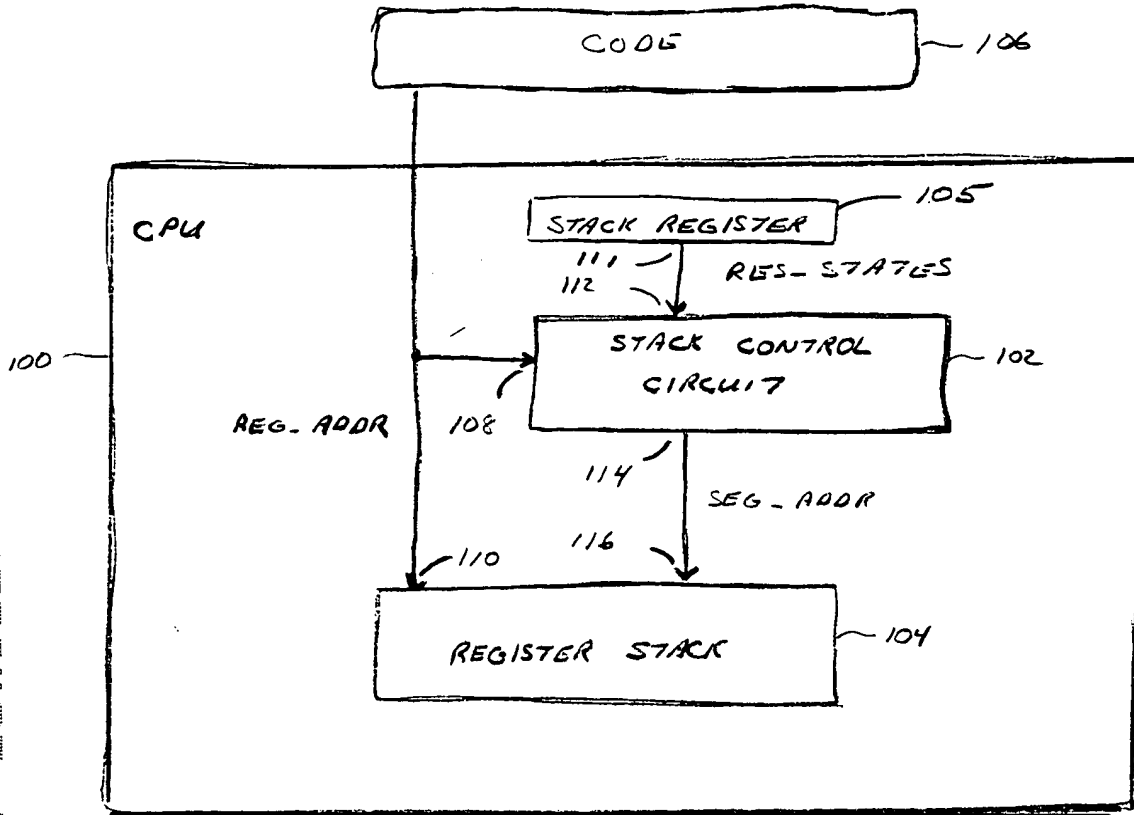 CODE
106
CPU
STACK REGISTER
105
111
RES_STATES
112
STACK CONTROL
CIRCUIT
102
100
REG_ADDR
108
114
SEG_ADDR
116
110
REGISTER STACK
104